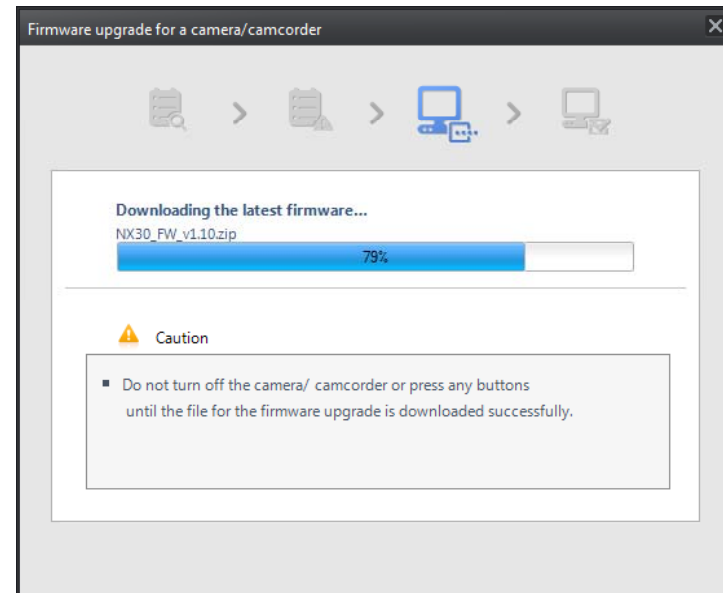 Firmware upgrade for a camera/camcorder
Downloading the latest firmware...
NX30_FW_v1.10.zip
79%
Caution
Do not turn off the camera/ camcorder or press any buttons
until the file for the firmware upgrade is downloaded successfully.